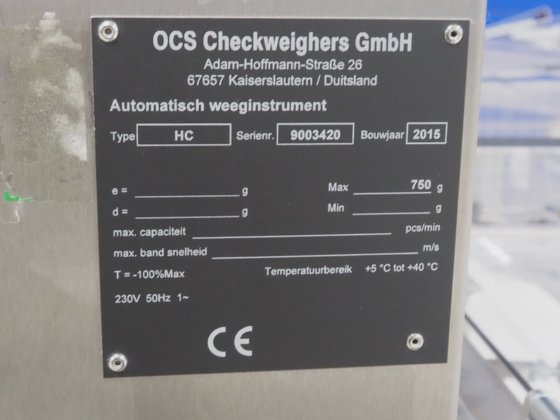 OCS Checkweighers GmbH
Adam-Hoffmann-Straße 26
67657 Kaiserslautern / Duitsland
Automatisch weeginstrument
Type HC Serienr. 9003420 Bouwjaar 2015
e = g Max 750 g
d = g Min g
max. capaciteit pcs/min
max. band snelheid m/s
T = -100%Max Temperatuurbereik +5 °C tot +40 °C
230V 50Hz 1~
CE